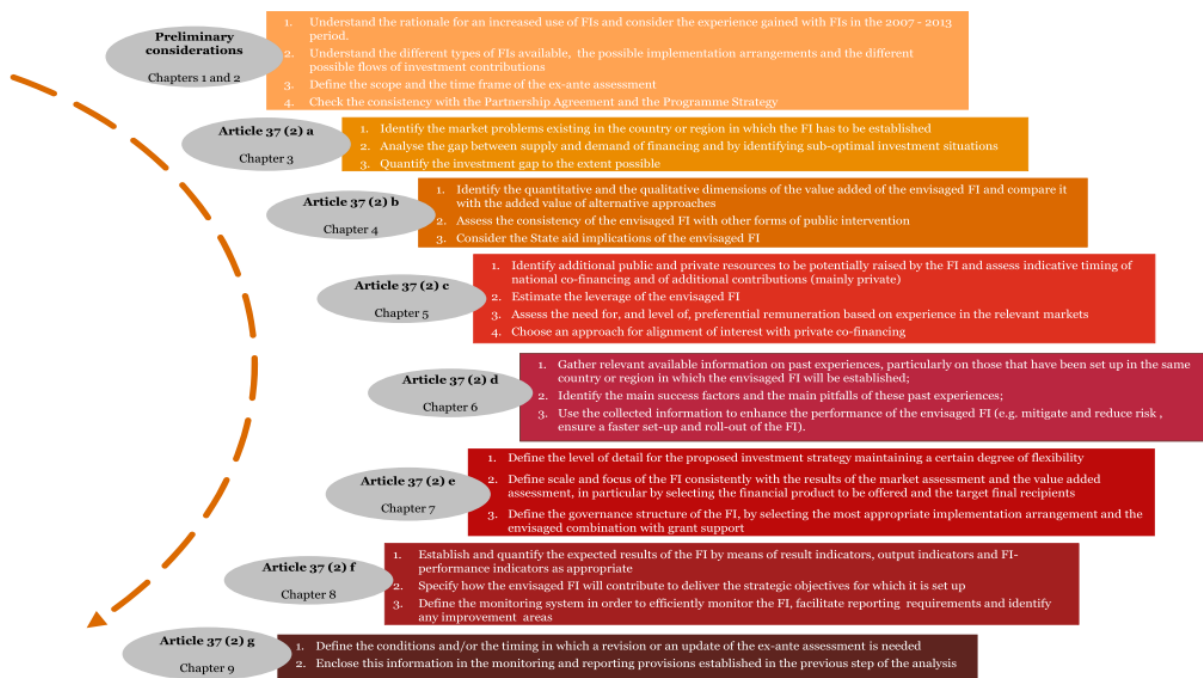 Preliminary
considerations
Chapters 1 and 2
1. Understand the rationale for an increased use of FIs and consider the experience gained with FIs in the 2007 - 2013
period.
2. Understand the different types of FIs available, the possible implementation arrangements and the different
possible flows of investment contributions
3. Define the scope and the time frame of the ex-ante assessment
4. Check the consistency with the Partnership Agreement and the Programme Strategy
Article 37 (2) a
Chapter 3
1. Identify the market problems existing in the country or region in which the FI has to be established
2. Analyse the gap between supply and demand of financing and by identifying sub-optimal investment situations
3. Quantify the investment gap to the extent possible
Article 37 (2) b
Chapter 4
1. Identify the quantitative and the qualitative dimensions of the value added of the envisaged FI and compare it
with the added value of alternative approaches
2. Assess the consistency of the envisaged FI with other forms of public intervention
3. Consider the State aid implications of the envisaged FI
Article 37 (2) c
Chapter 5
1. Identify additional public and private resources to be potentially raised by the FI and assess indicative timing of
national co-financing and of additional contributions (mainly private)
2. Estimate the leverage of the envisaged FI
3. Assess the need for, and level of, preferential remuneration based on experience in the relevant markets
4. Choose an approach for alignment of interest with private co-financing
Article 37 (2) d
Chapter 6
1. Gather relevant available information on past experiences, particularly on those that have been set up in the same
country or region in which the envisaged FI will be established;
2. Identify the main success factors and the main pitfalls of these past experiences;
3. Use the collected information to enhance the performance of the envisaged FI (e.g. mitigate and reduce risk ,
ensure a faster set-up and roll-out of the FI).
Article 37 (2) e
Chapter 7
1. Define the level of detail for the proposed investment strategy maintaining a certain degree of flexibility
2. Define scale and focus of the FI consistently with the results of the market assessment and the value added
assessment, in particular by selecting the financial product to be offered and the target final recipients
3. Define the governance structure of the FI, by selecting the most appropriate implementation arrangement and the
envisaged combination with grant support
Article 37 (2) f
Chapter 8
1. Establish and quantify the expected results of the FI by means of result indicators, output indicators and FI-
performance indicators as appropriate
2. Specify how the envisaged FI will contribute to deliver the strategic objectives for which it is set up
3. Define the monitoring system in order to efficiently monitor the FI, facilitate reporting requirements and identify
any improvement areas
Article 37 (2) g
Chapter 9
1. Define the conditions and/or the timing in which a revision or an update of the ex-ante assessment is needed
2. Enclose this information in the monitoring and reporting provisions established in the previous step of the analysis